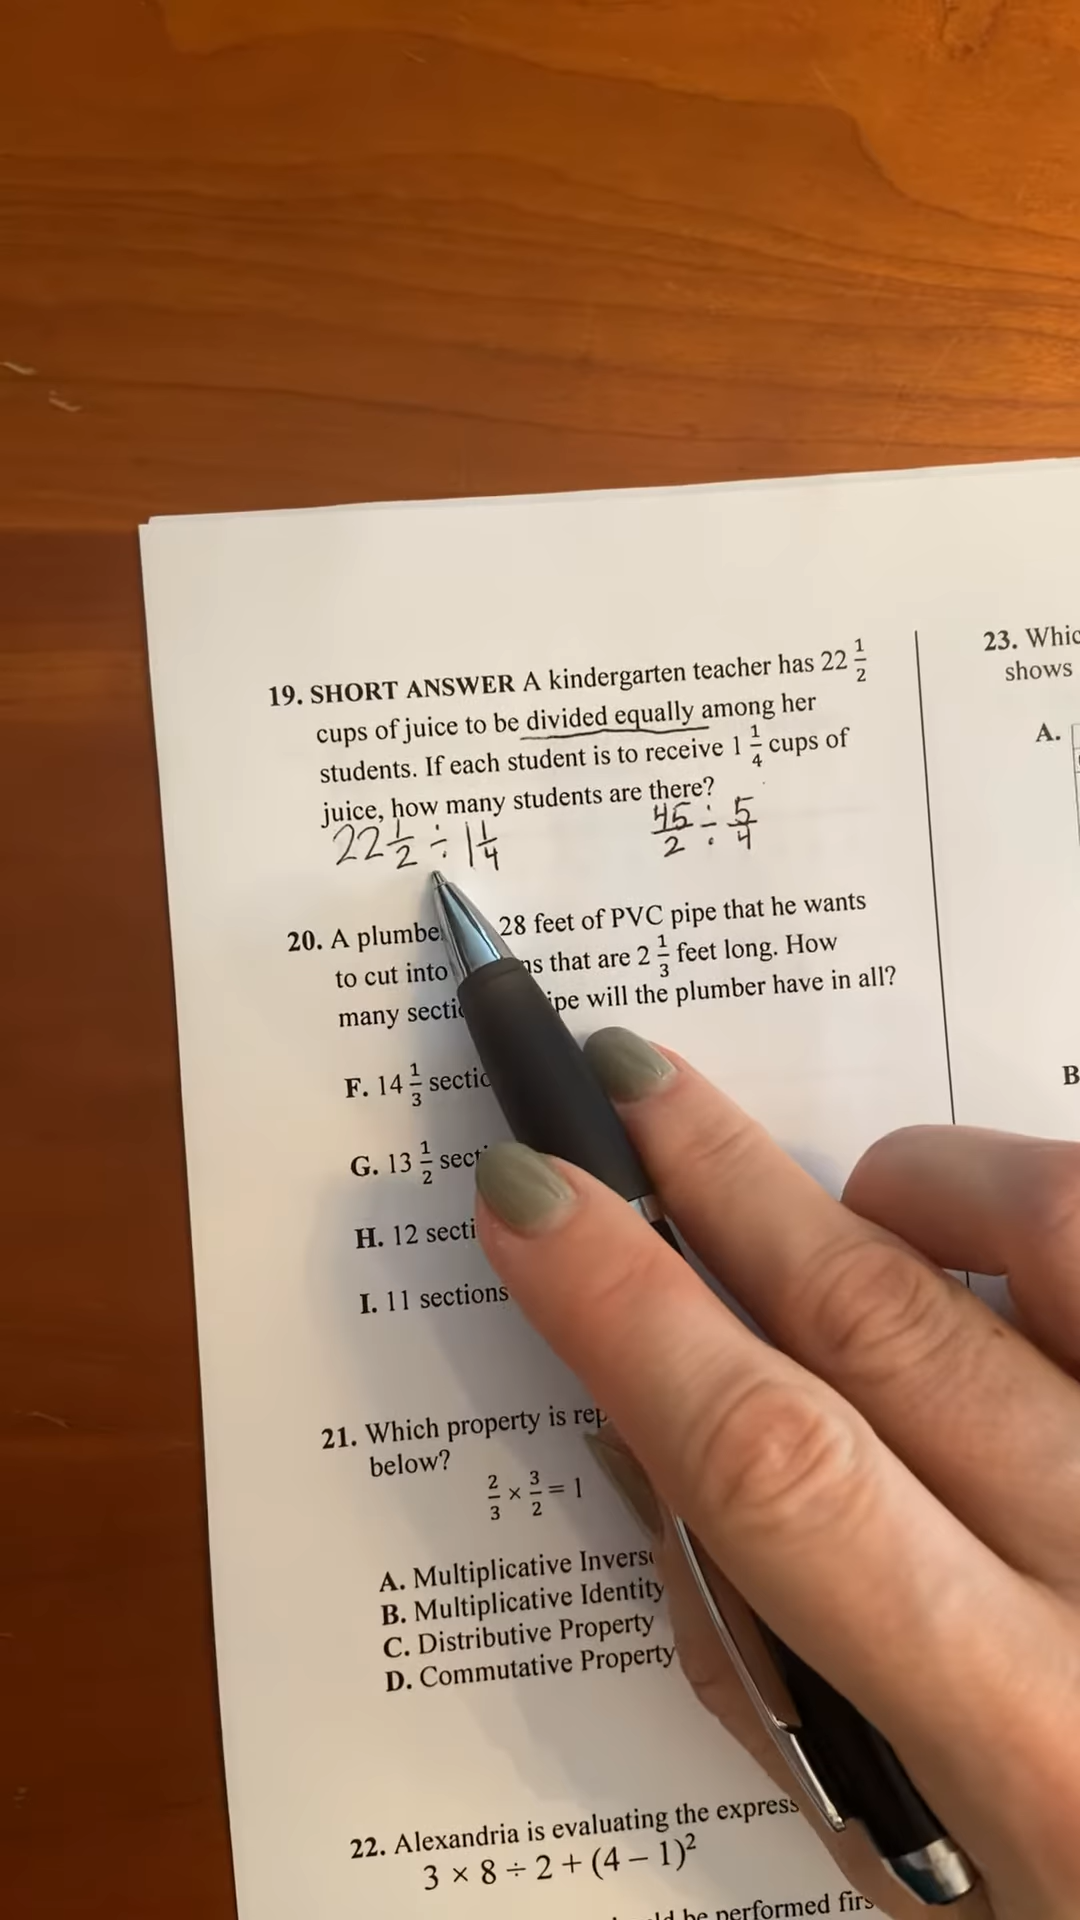 19. SHORT ANSWER A kindergarten teacher has 22 1/2
cups of juice to be divided equally among her
students. If each student is to receive 1 1/4 cups of
juice, how many students are there?
22 1/2 ÷ 1 1/4
45/2 ÷ 5/4
20. A 28 feet of PVC pipe that he wants
to cut into that are 2 1/3 feet long. How
many will the plumber have in all?
F. 14 1/3
G. 13 1/2
H. 12
I. 11 sections
21. Which property is
below?
2/3 × 3/2 = 1
A. Multiplicative
B. Multiplicative Identity
C. Distributive Property
D. Commutative Property
22. Alexandria is evaluating the
3 × 8 ÷ 2 + (4 – 1)²
be performed
23.
shows
A.
B